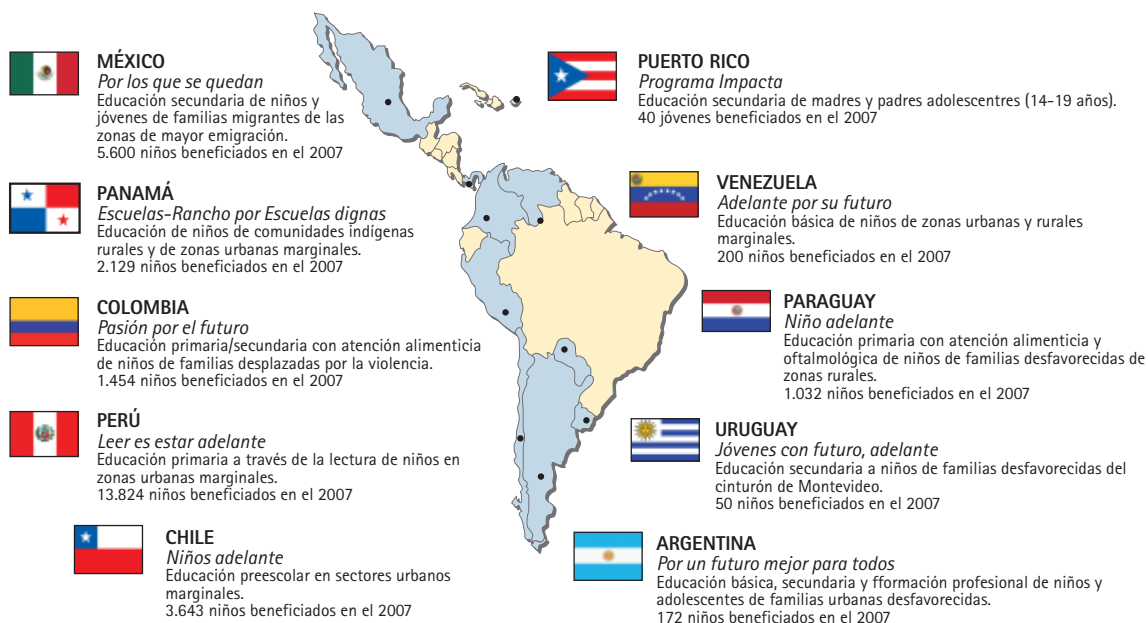 MÉXICO
Por los que se quedan
Educación secundaria de niños y
jóvenes de familias migrantes de las
zonas de mayor emigración.
5.600 niños beneficiados en el 2007
PANAMÁ
Escuelas-Rancho por Escuelas dignas
Educación de niños de comunidades indígenas
rurales y de zonas urbanas marginales.
2.129 niños beneficiados en el 2007
COLOMBIA
Pasión por el futuro
Educación primaria/secundaria con atención alimenticia
de niños de familias desplazadas por la violencia.
1.454 niños beneficiados en el 2007
PERÚ
Leer es estar adelante
Educación primaria a través de la lectura de niños en
zonas urbanas marginales.
13.824 niños beneficiados en el 2007
CHILE
Niños adelante
Educación preescolar en sectores urbanos
marginales.
3.643 niños beneficiados en el 2007
PUERTO RICO
Programa Impacta
Educación secundaria de madres y padres adolescentres (14-19 años).
40 jóvenes beneficiados en el 2007
VENEZUELA
Adelante por su futuro
Educación básica de niños de zonas urbanas y rurales
marginales.
200 niños beneficiados en el 2007
PARAGUAY
Niño adelante
Educación primaria con atención alimenticia y
oftalmológica de niños de familias desfavorecidas de
zonas rurales.
1.032 niños beneficiados en el 2007
URUGUAY
Jóvenes con futuro, adelante
Educación secundaria a niños de familias desfavorecidas del
cinturón de Montevideo.
50 niños beneficiados en el 2007
ARGENTINA
Por un futuro mejor para todos
Educación básica, secundaria y fformación profesional de niños y
adolescentes de familias urbanas desfavorecidas.
172 niños beneficiados en el 2007